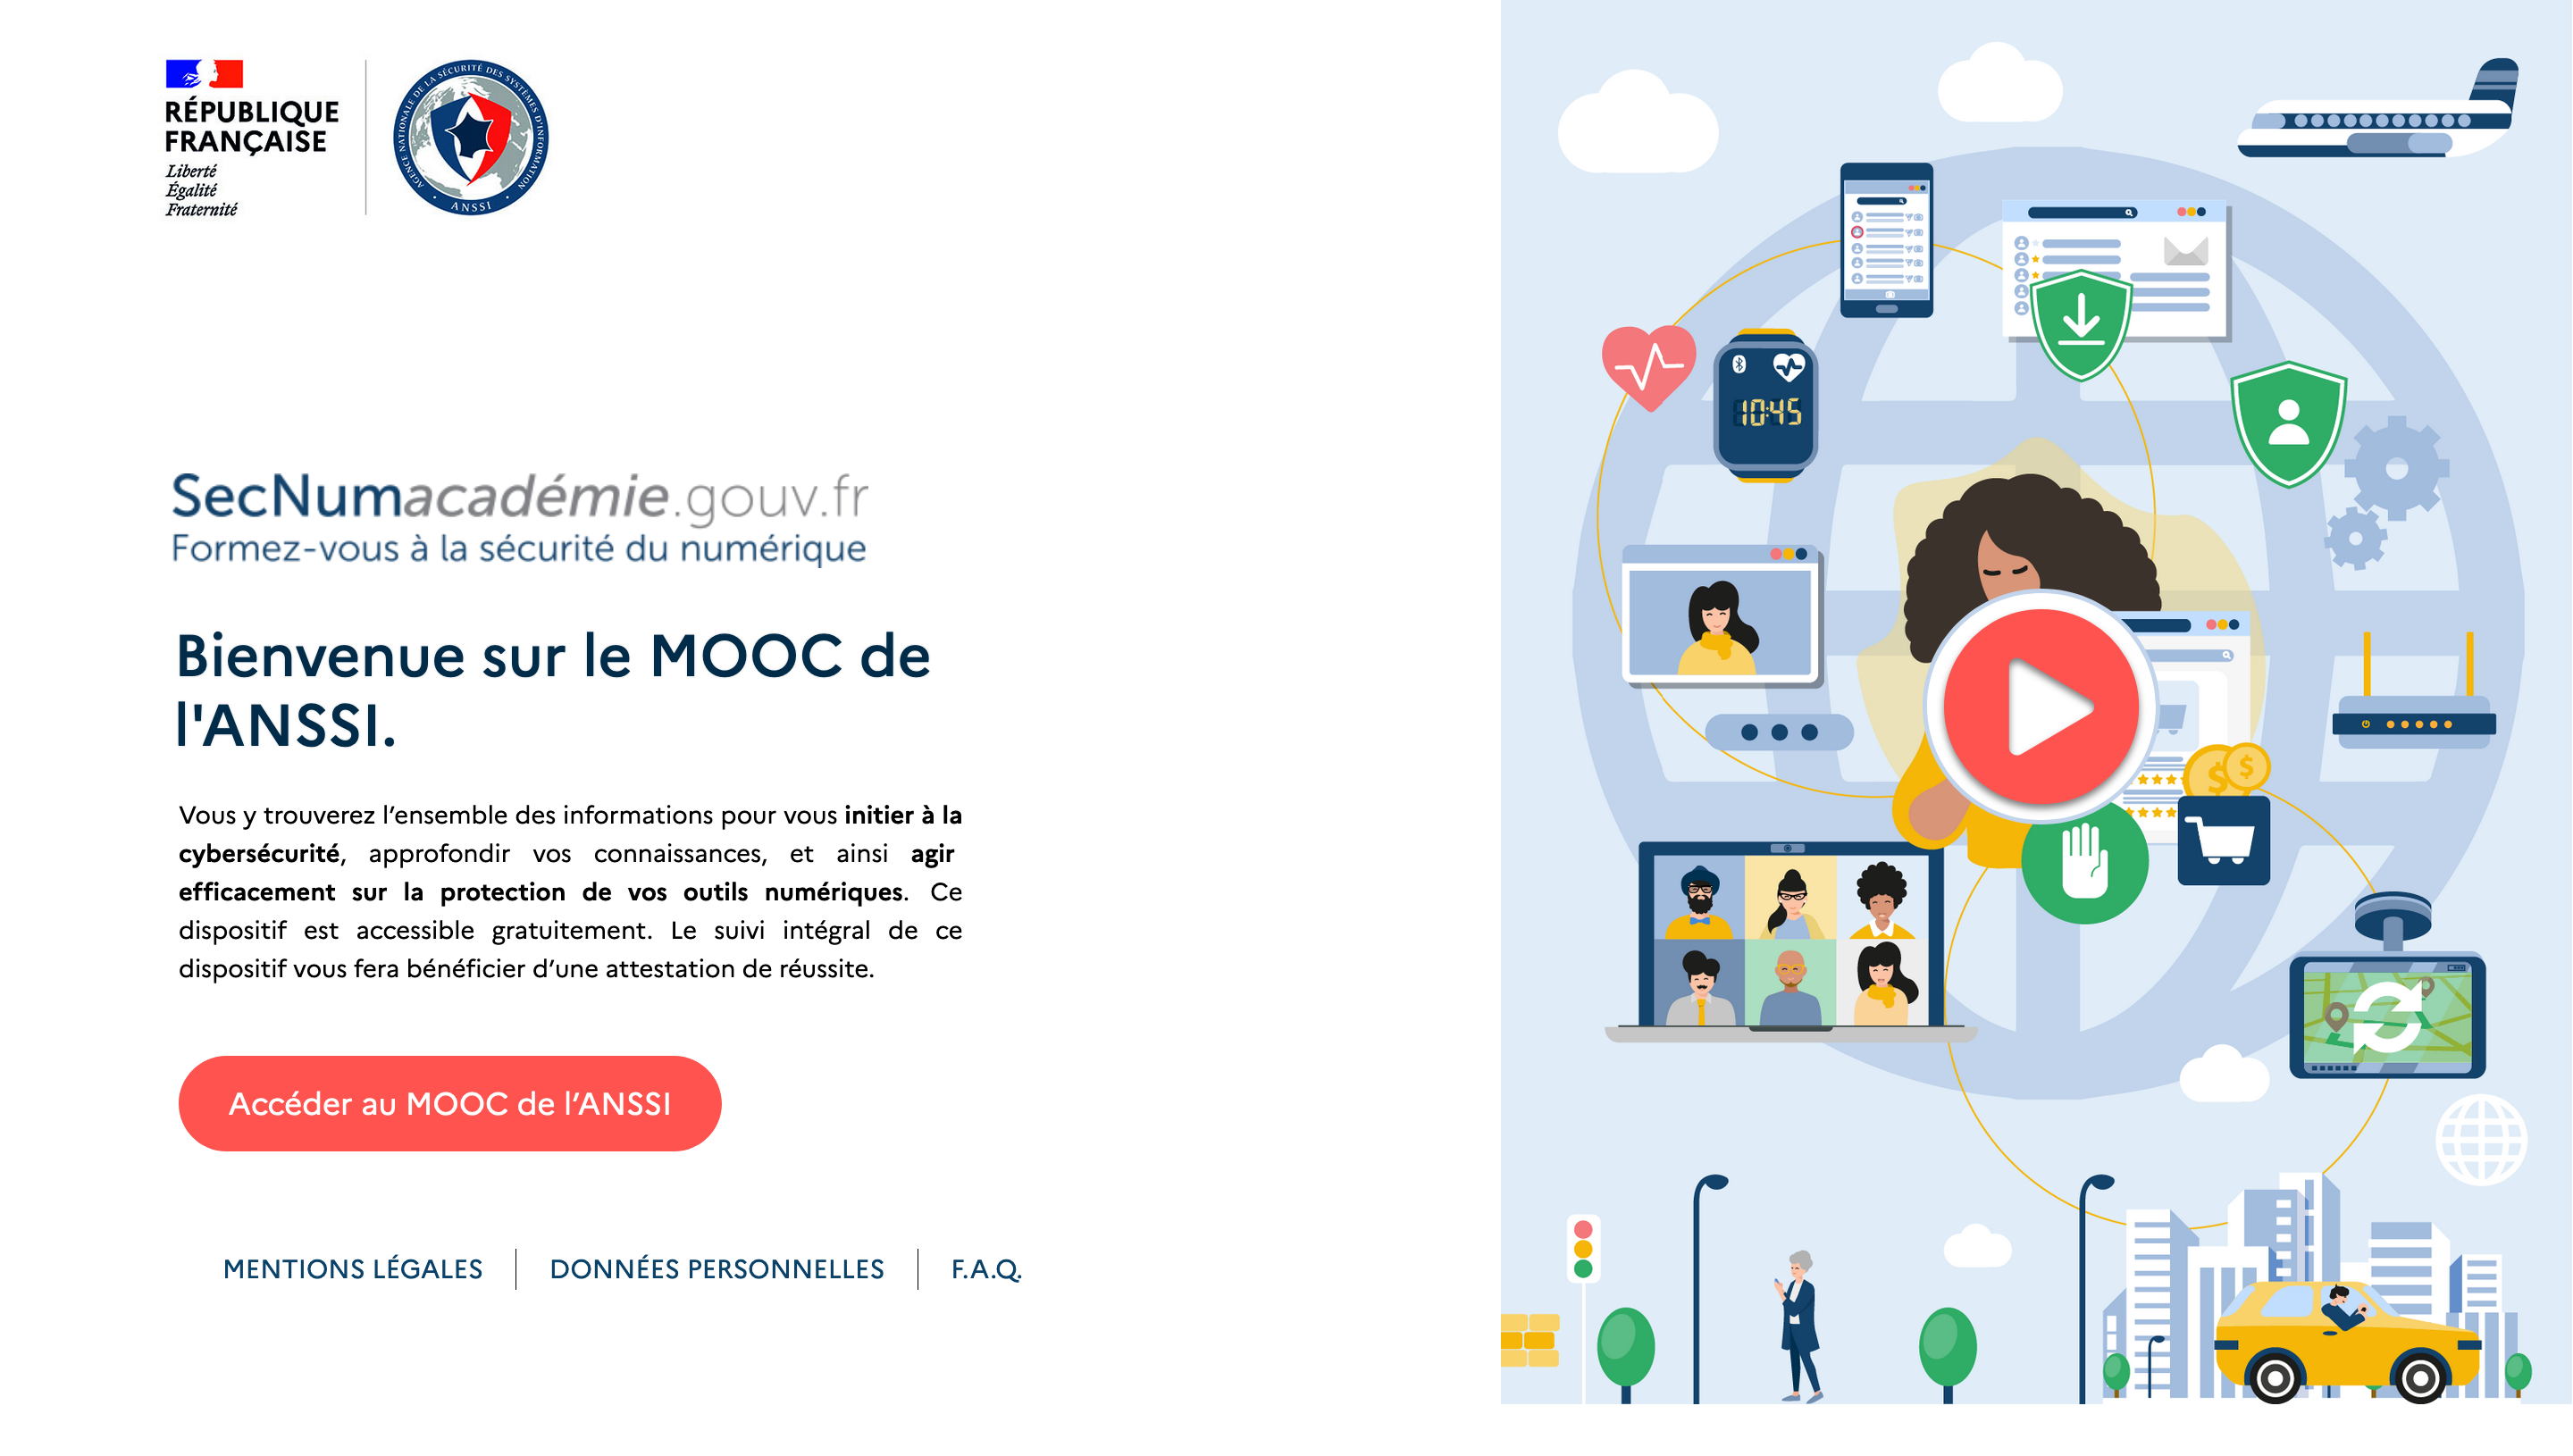 RÉPUBLIQUE
FRANÇAISE
Liberté
Égalité
Fraternité
AGENCE NATIONALE DE LA SÉCURITÉ DES SYSTÈMES D'INFORMATION
• ANSSI •
SecNumacadémie.gouv.fr
Formez-vous à la sécurité du numérique
Bienvenue sur le MOOC de
l'ANSSI.
Vous y trouverez l’ensemble des informations pour vous initier à la
cybersécurité, approfondir vos connaissances, et ainsi agir
efficacement sur la protection de vos outils numériques. Ce
dispositif est accessible gratuitement. Le suivi intégral de ce
dispositif vous fera bénéficier d’une attestation de réussite.
Accéder au MOOC de l’ANSSI
MENTIONS LÉGALES
DONNÉES PERSONNELLES
F.A.Q.
10:45
$
$